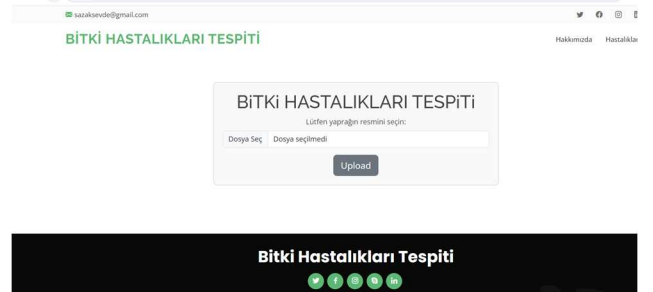 sazaksevde@gmail.com
BİTKİ HASTALIKLARI TESPİTİ
Hakkımızda Hastalıklar
BiTKi HASTALIKLARI TESPiTi
Lütfen yaprağın resmini seçin:
Dosya Seç Dosya seçilmedi
Upload
Bitki Hastalıkları Tespiti